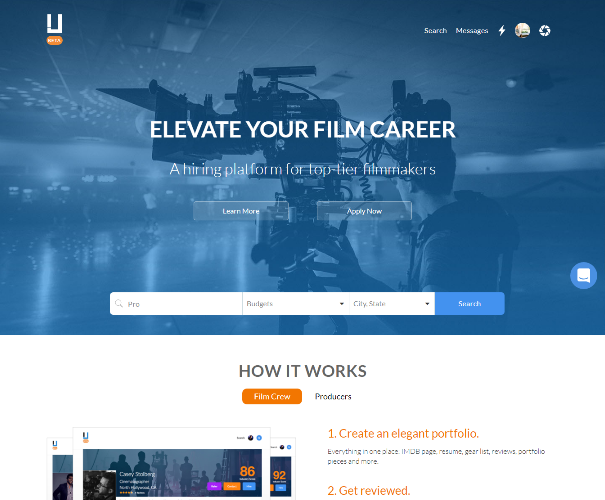 BETA
Search Messages
ELEVATE YOUR FILM CAREER
A hiring platform for top-tier filmmakers
Learn More Apply Now
Pro Budgets City, State Search
HOW IT WORKS
Film Crew Producers
1. Create an elegant portfolio.
Everything in one place. IMDB page, resume, gear list, reviews, portfolio
pieces and more.
Casey Stolberg
Cinematographer
North Hollywood, CA
86 92
2. Get reviewed.